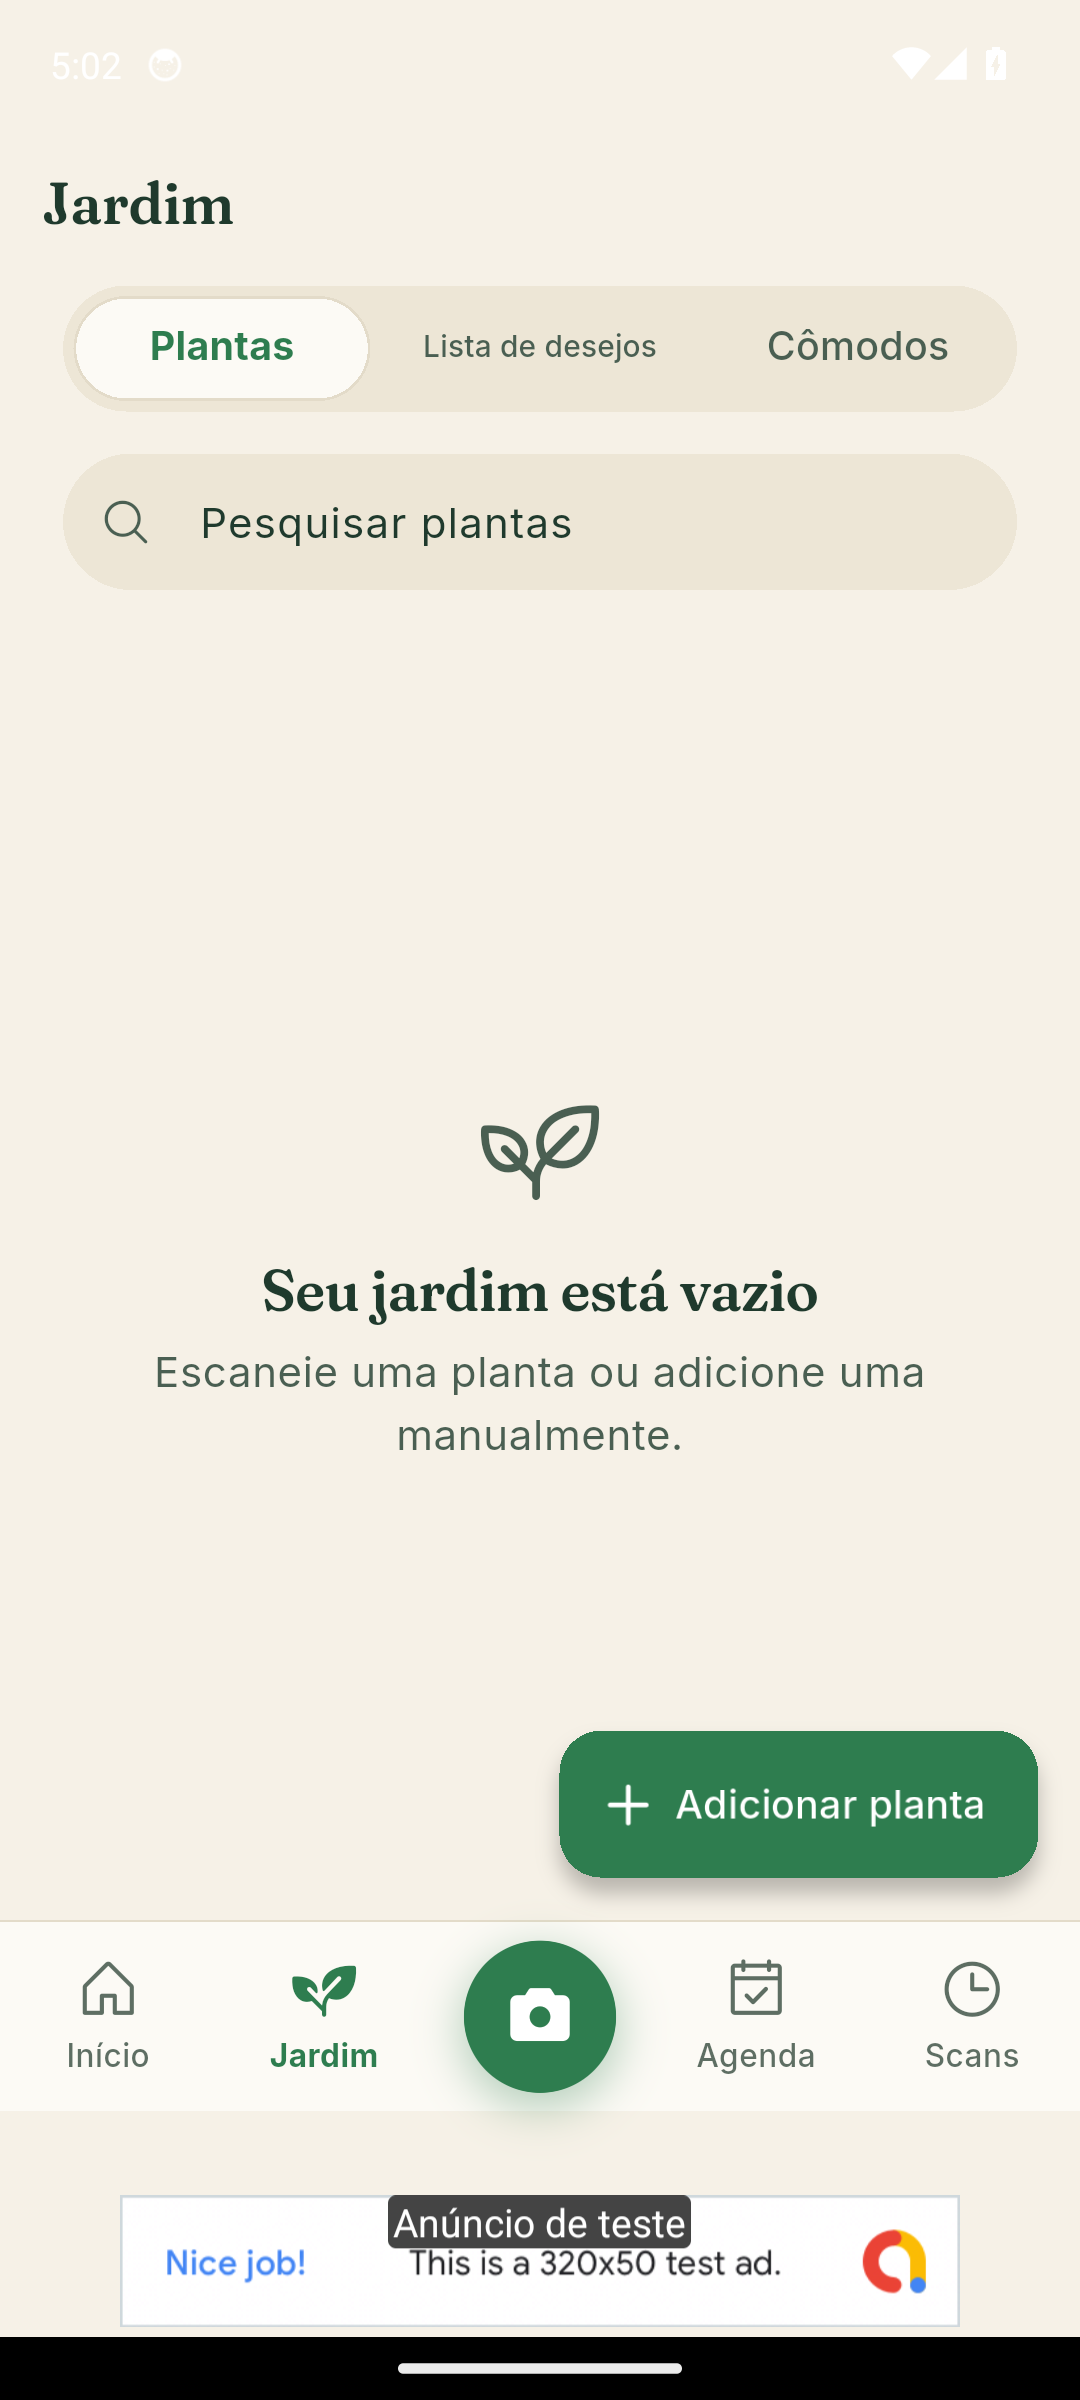 5:02
Jardim
Plantas
Lista de desejos
Cômodos
Pesquisar plantas
Seu jardim está vazio
Escaneie uma planta ou adicione uma
manualmente.
Adicionar planta
Início
Jardim
Agenda
Scans
Anúncio de teste
Nice job!
This is a 320x50 test ad.